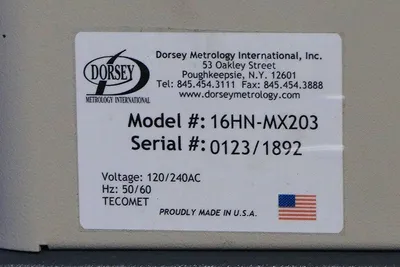 DORSEY
METROLOGY INTERNATIONAL
Dorsey Metrology International, Inc.
53 Oakley Street
Poughkeepsie, N.Y. 12601
Tel: 845.454.3111 Fax: 845.454.3888
www.dorseymetrology.com
Model #: 16HN-MX203
Serial #: 0123/1892
Voltage: 120/240AC
Hz: 50/60
TECOMET
PROUDLY MADE IN U.S.A.